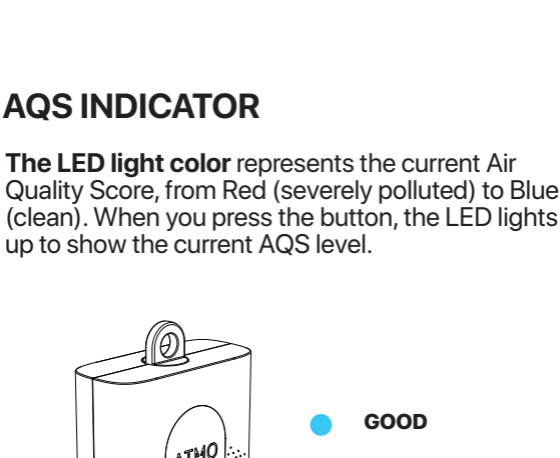 AQS INDICATOR
The LED light color represents the current Air
Quality Score, from Red (severely polluted) to Blue
(clean). When you press the button, the LED lights
up to show the current AQS level.
GOOD
ATMO